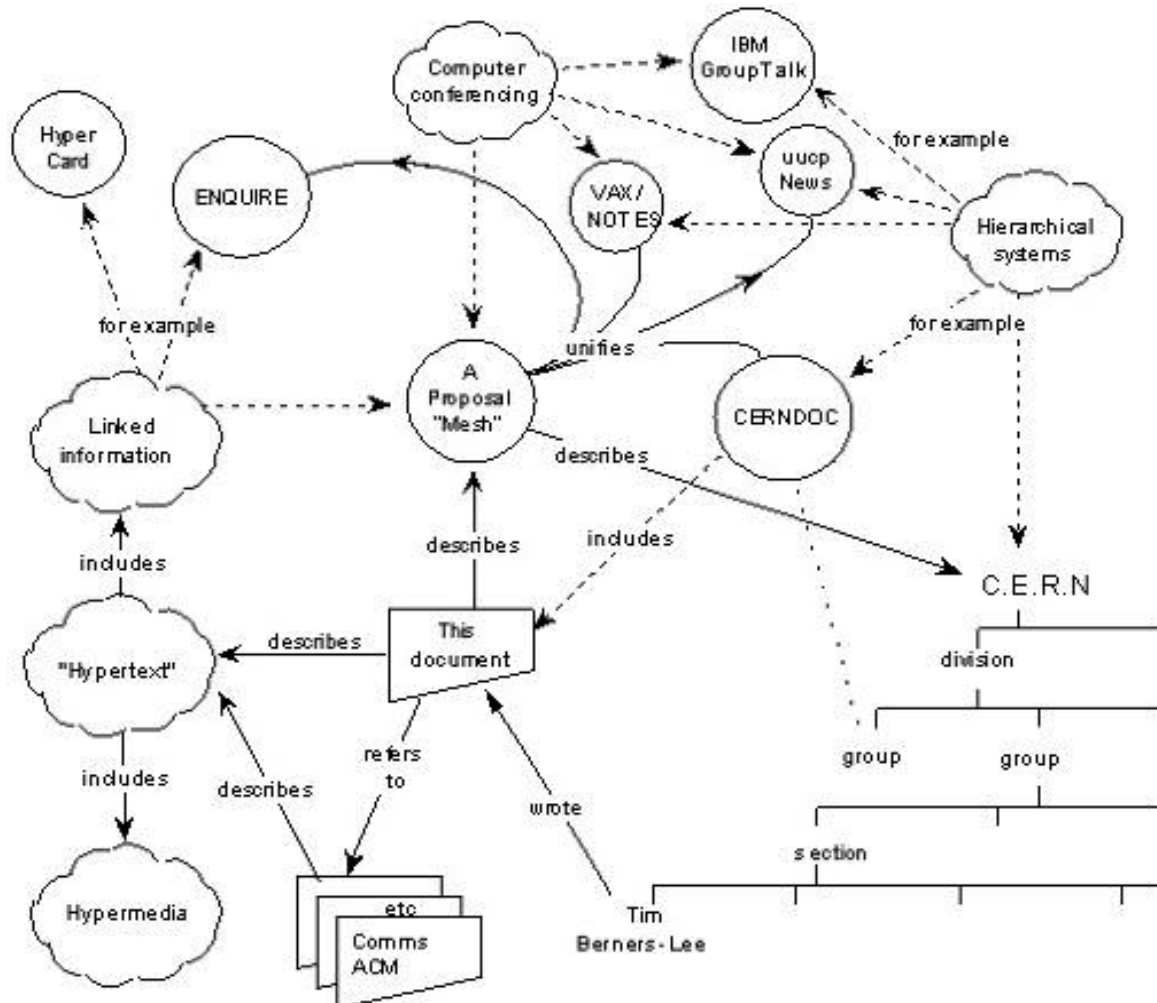 IBM
GroupTalk
Computer
conferencing
Hyper
Card
for example
uucp
News
ENQUIRE
VAX/
NOTES
Hierarchical
systems
for example
for example
unifies
A
Proposal
"Mesh"
CERNDOC
Linked
information
describes
includes
describes
includes
C.E.R.N
This
document
describes
division
"Hypertext"
refers
to
group
group
includes
describes
wrote
section
Hypermedia
etc
Tim
Berners-Lee
Comms
ACM